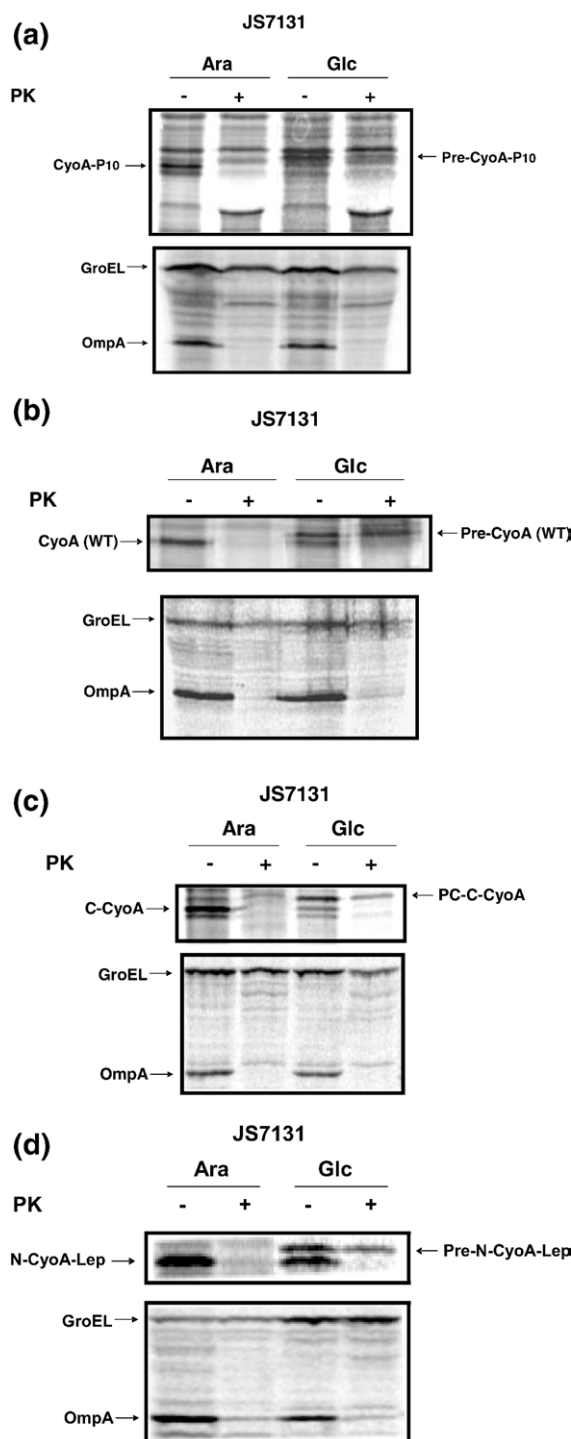 (a)
JS7131
Ara Glc
PK - + - +
CyoA-P10 Pre-CyoA-P10
GroEL
OmpA
(b)
JS7131
Ara Glc
PK - + - +
CyoA (WT) Pre-CyoA (WT)
GroEL
OmpA
(c)
JS7131
Ara Glc
PK - + - +
C-CyoA PC-C-CyoA
GroEL
OmpA
(d)
JS7131
Ara Glc
PK - + - +
N-CyoA-Lep Pre-N-CyoA-Lep
GroEL
OmpA